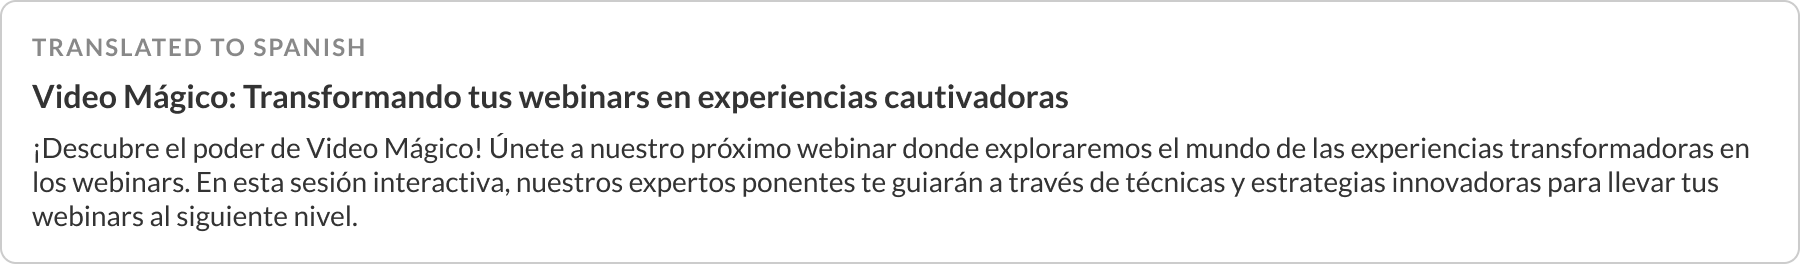 TRANSLATED TO SPANISH
Video Mágico: Transformando tus webinars en experiencias cautivadoras
¡Descubre el poder de Video Mágico! Únete a nuestro próximo webinar donde exploraremos el mundo de las experiencias transformadoras en
los webinars. En esta sesión interactiva, nuestros expertos ponentes te guiarán a través de técnicas y estrategias innovadoras para llevar tus
webinars al siguiente nivel.